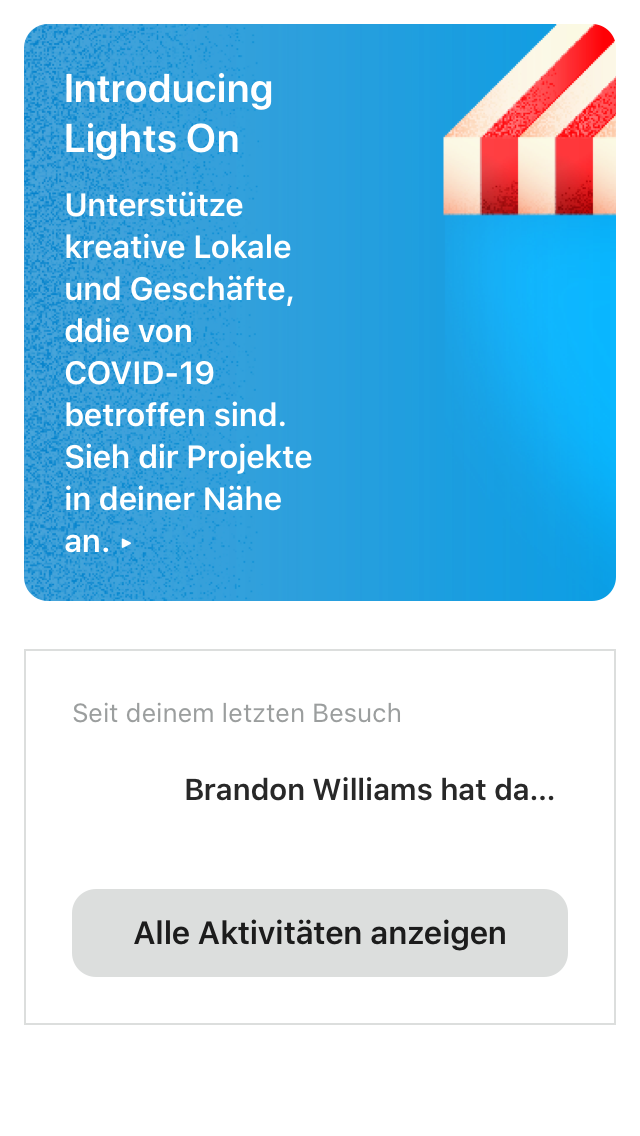 Introducing
Lights On
Unterstütze
kreative Lokale
und Geschäfte,
ddie von
COVID-19
betroffen sind.
Sieh dir Projekte
in deiner Nähe
an. ▸
Seit deinem letzten Besuch
Brandon Williams hat da...
Alle Aktivitäten anzeigen